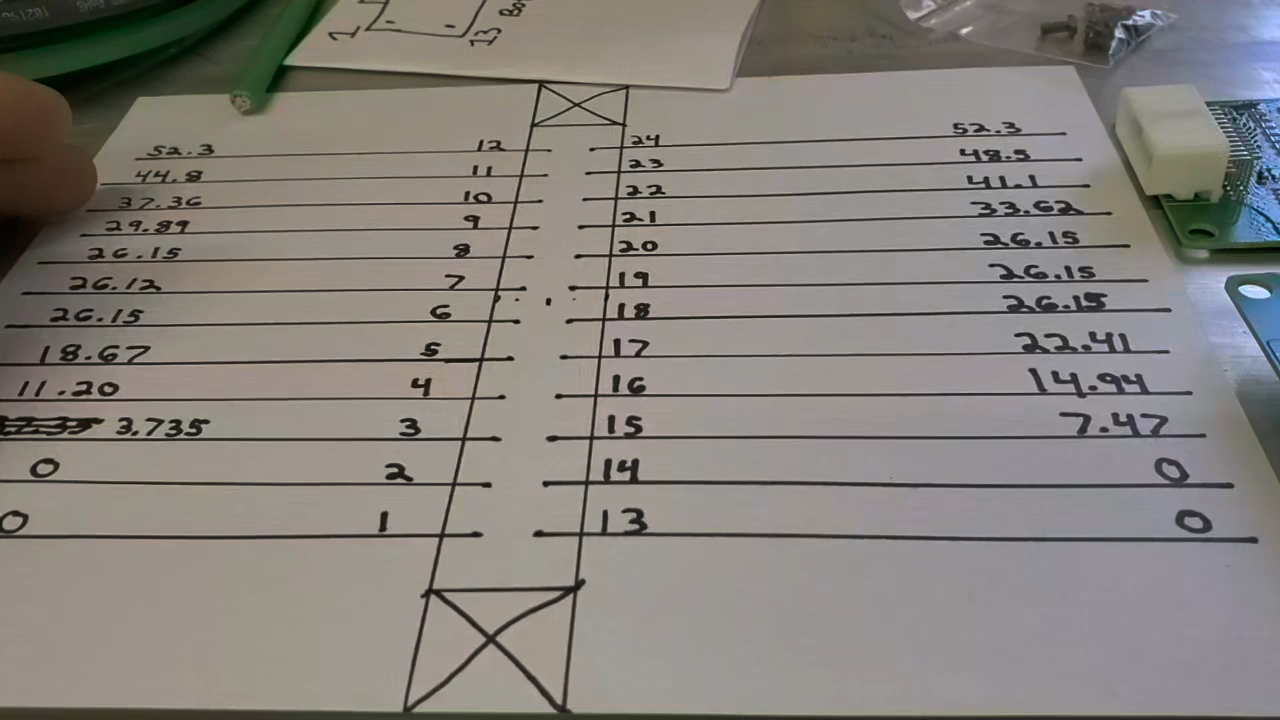 1
13
52.3 12 24 52.3
44.8 11 23 48.5
37.36 10 22 41.1
29.89 9 21 33.62
26.15 8 20 26.15
26.12 7 19 26.15
26.15 6 18 26.15
18.67 5 17 22.41
11.20 4 16 14.94
3.735 3 15 7.47
0 2 14 0
0 1 13 0